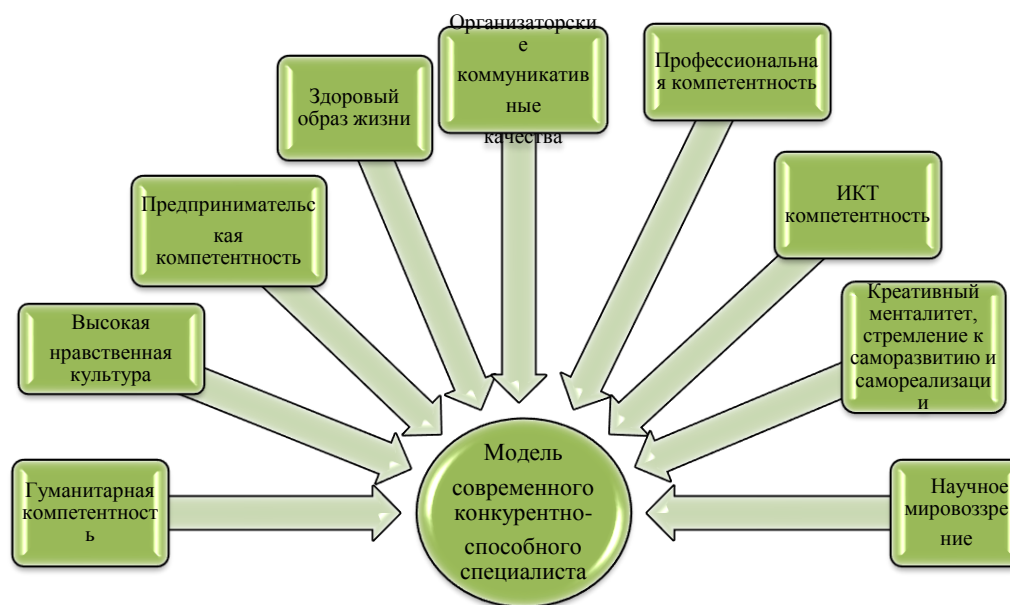 Организаторски
е
коммуникатив
ные
качества
Профессиональна
я компетентность
Здоровый
образ жизни
ИКТ
компетентность
Предпринимательс
кая
компетентность
Креативный
менталитет,
стремление к
саморазвитию и
самореализаци
и
Высокая
нравственная
культура
Модель
современного
конкурентно-
способного
специалиста
Гуманитарная
компетентност
ь
Научное
мировоззре
ние